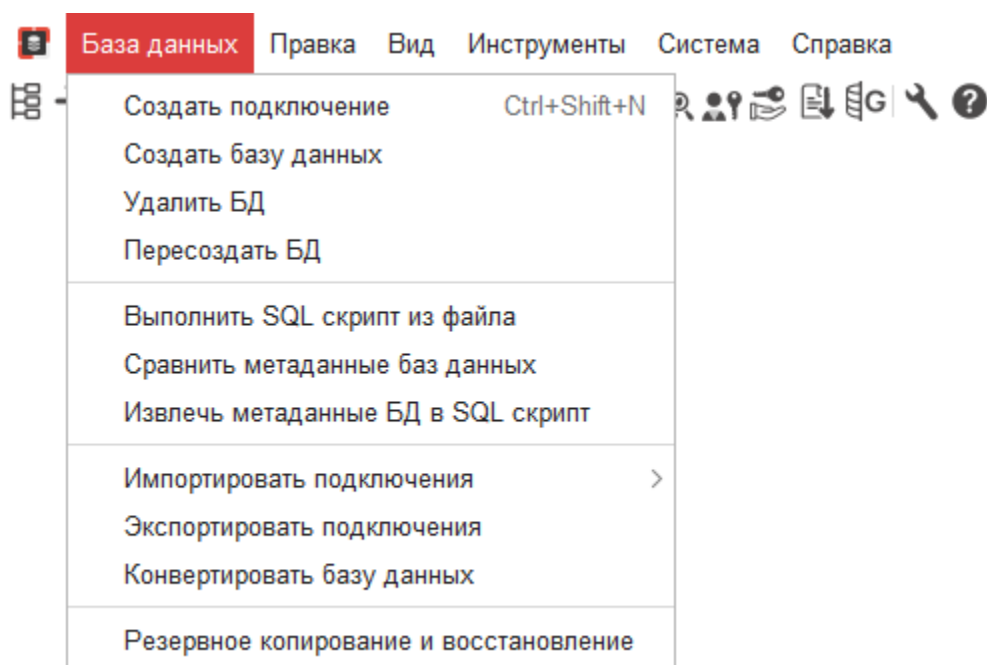 База данных Правка Вид Инструменты Система Справка
Создать подключение Ctrl+Shift+N
G
Создать базу данных
Удалить БД
Пересоздать БД
Выполнить SQL скрипт из файла
Сравнить метаданные баз данных
Извлечь метаданные БД в SQL скрипт
Импортировать подключения
Экспортировать подключения
Конвертировать базу данных
Резервное копирование и восстановление